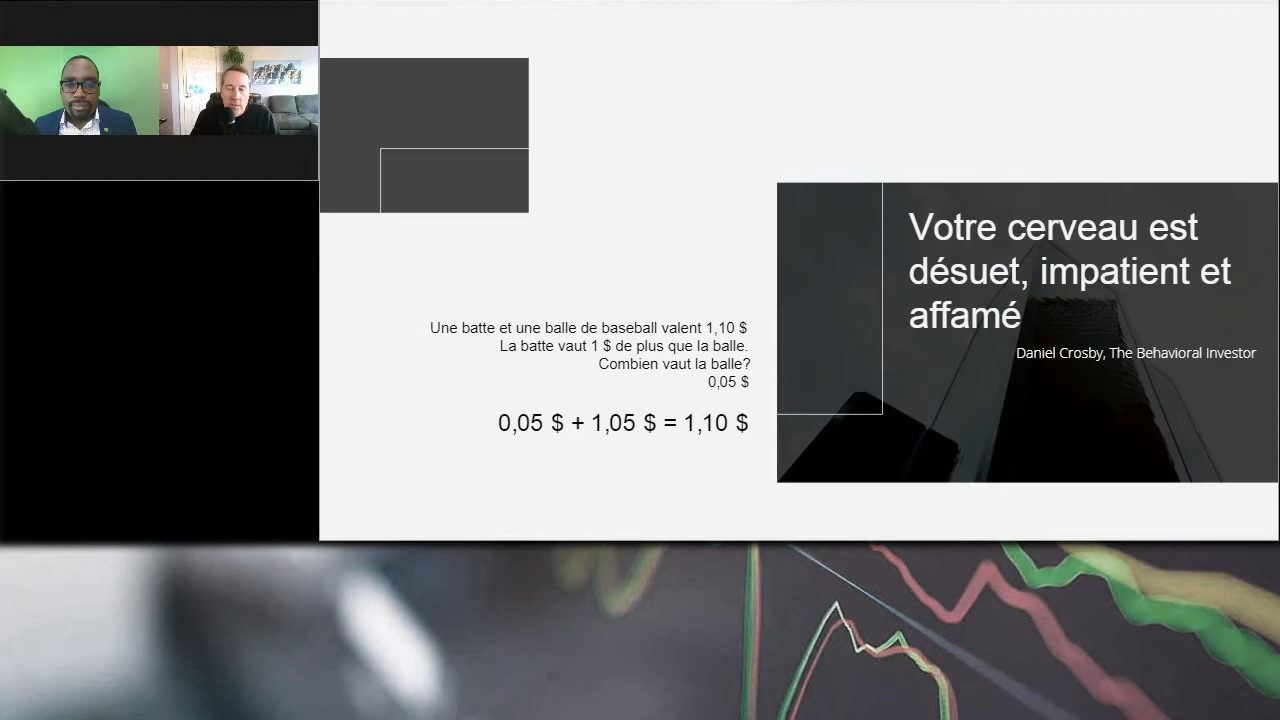 Votre cerveau est
désuet, impatient et
affamé
Daniel Crosby, The Behavioral Investor
Une batte et une balle de baseball valent 1,10 $
La batte vaut 1 $ de plus que la balle.
Combien vaut la balle?
0,05 $
0,05 $ + 1,05 $ = 1,10 $